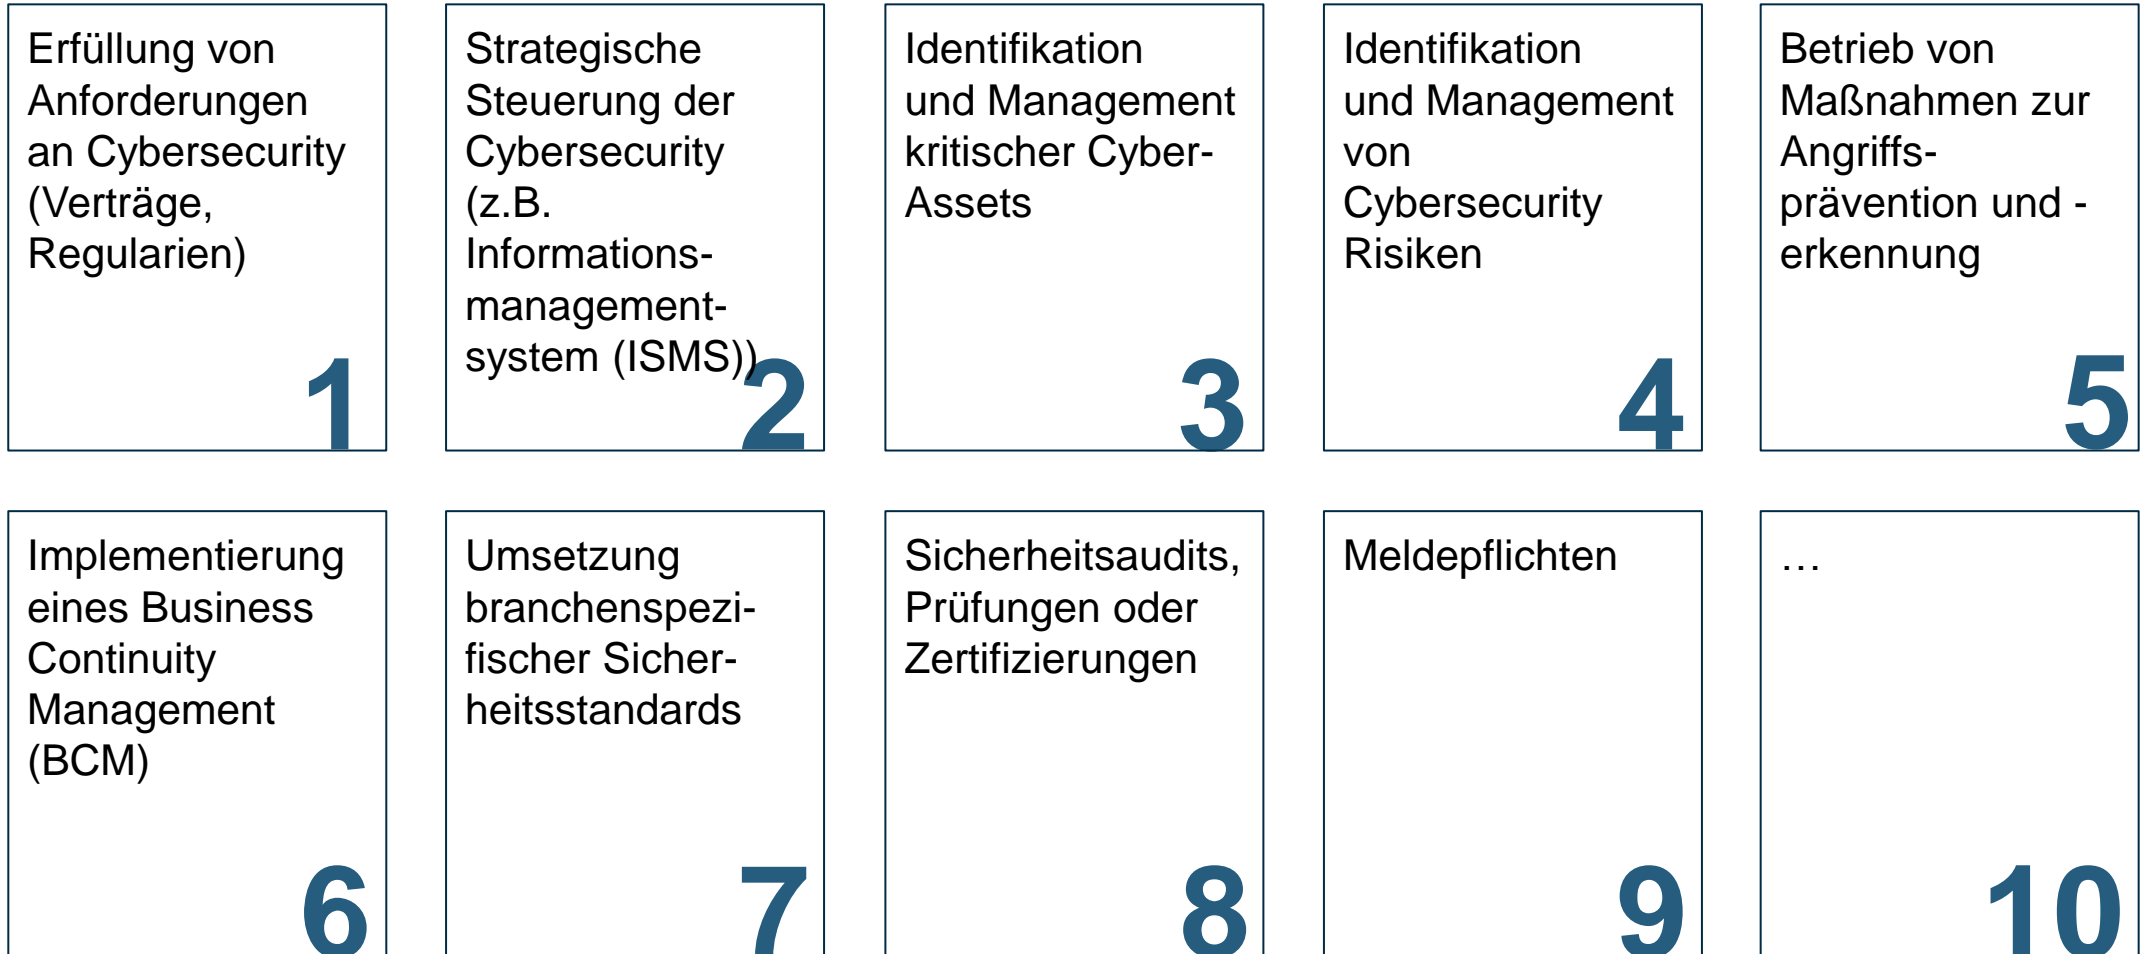 Erfüllung von
Anforderungen
an Cybersecurity
(Verträge,
Regularien)
1
Strategische
Steuerung der
Cybersecurity
(z.B.
Informations-
management-
system (ISMS))
2
Identifikation
und Management
kritischer Cyber-
Assets
3
Identifikation
und Management
von
Cybersecurity
Risiken
4
Betrieb von
Maßnahmen zur
Angriffs-
prävention und -
erkennung
5
Implementierung
eines Business
Continuity
Management
(BCM)
6
Umsetzung
branchenspezi-
fischer Sicher-
heitsstandards
7
Sicherheitsaudits,
Prüfungen oder
Zertifizierungen
8
Meldepflichten
9
…
10